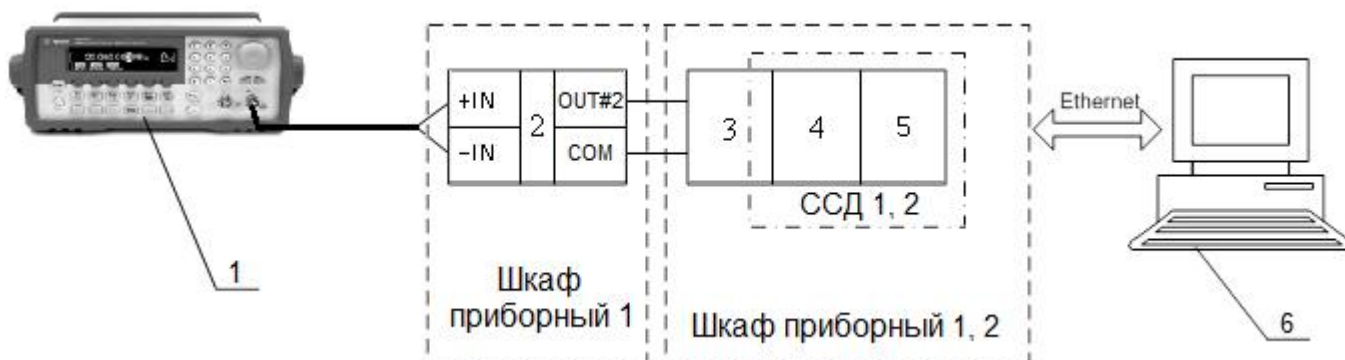 +IN
-IN
2
OUT#2
COM
3
4
5
ССД 1, 2
Ethernet
1
Шкаф
приборный 1
Шкаф приборный 1, 2
6